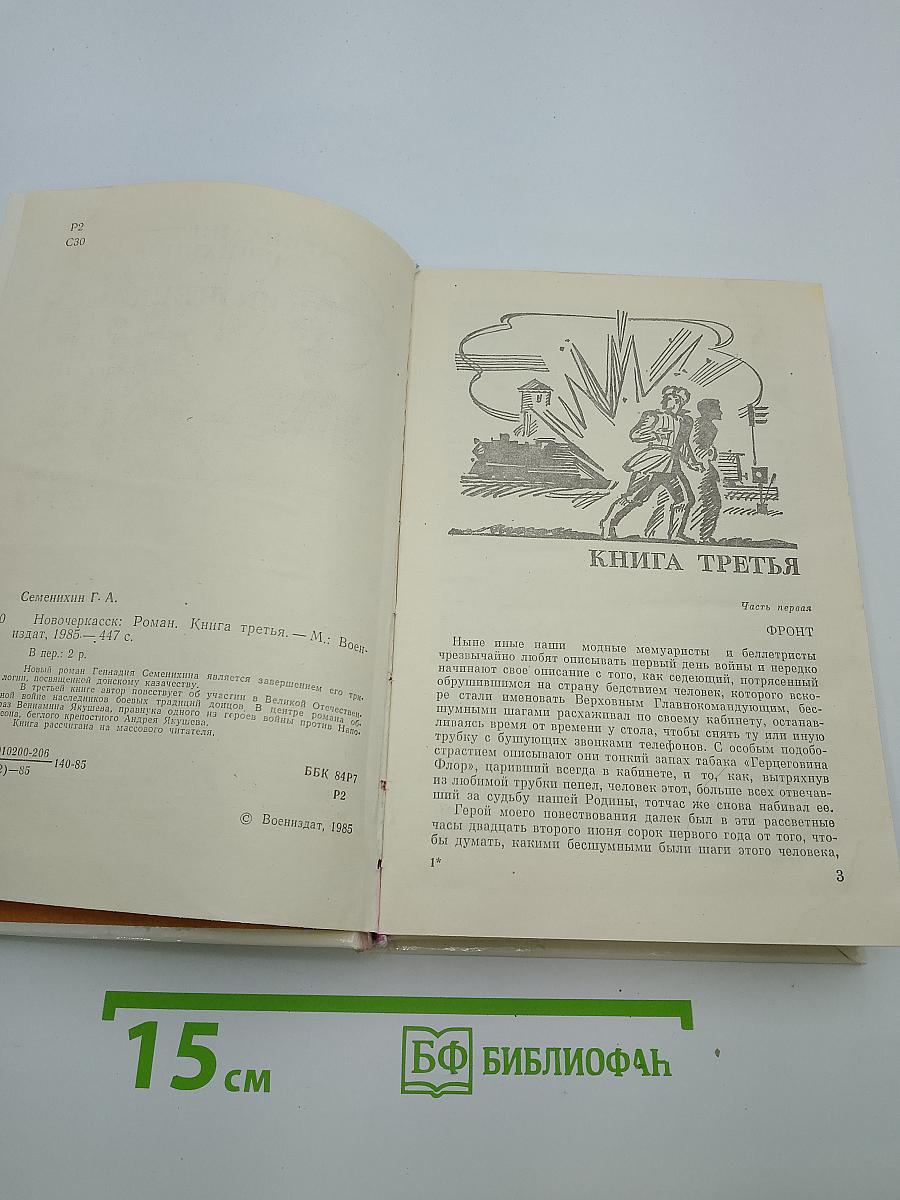 Р2
С30
Семенихин Г. А.
0 Новочеркасск: Роман. Книга третья. — М.: Воен-
издат, 1985.— 447 с.
В пер.: 2 р.
Новый роман Геннадия Семенихина является завершением его три-
логии, посвященной донскому казачеству.
В третьей книге автор повествует об участии в Великой Отечествен-
ной войне наследников боевых традиций донцов. В центре романа об-
раз Вениамина Якушева, правнука одного из героев войны против Напо-
леона, беглого крепостного Андрея Якушева.
Книга рассчитана на массового читателя.
010200-206
2)—85
140-85
ББК 84Р7
Р2
© Воениздат, 1985
КНИГА ТРЕТЬЯ
Часть первая
ФРОНТ
Ныне иные наши модные мемуаристы и беллетристы
чрезвычайно любят описывать первый день войны и нередко
начинают свое описание с того, как седеющий, потрясенный
обрушившимся на страну бедствием человек, которого вско-
ре стали именовать Верховным Главнокомандующим, бес-
шумными шагами расхаживал по своему кабинету, останав-
ливаясь время от времени у стола, чтобы снять ту или иную
трубку с бушующих звонками телефонов. С особым подобо-
страстием описывают они тонкий запах табака «Герцеговина
Флор», царивший всегда в кабинете, и то, как, вытряхнув
из любимой трубки пепел, человек этот, больше всех отвечав-
ший за судьбу нашей Родины, тотчас же снова набивал ее.
Герой моего повествования далек был в эти рассветные
часы двадцать второго июня сорок первого года от того, что-
бы думать, какими бесшумными были шаги этого человека,
1*
3
15 см
БФ БИБЛИОФАН